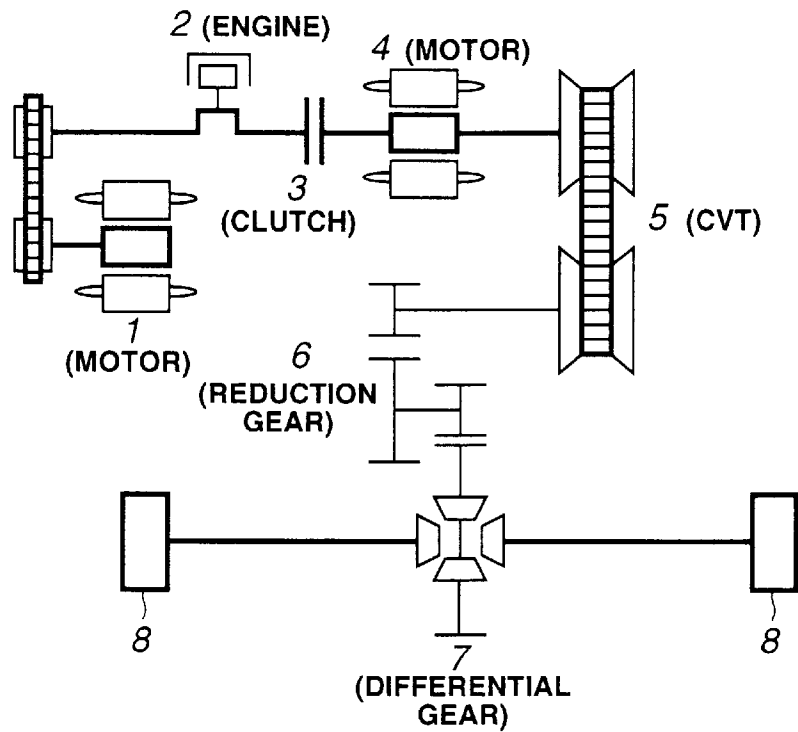 2 (ENGINE)
4 (MOTOR)
3
(CLUTCH)
5 (CVT)
1
(MOTOR)
6
(REDUCTION
GEAR)
8
8
7
(DIFFERENTIAL
GEAR)